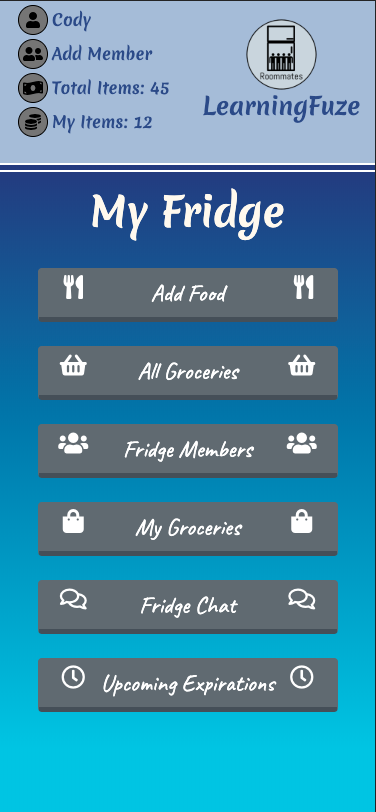 Cody
Add Member
Total Items: 45
My Items: 12
Roommates
LearningFuze
My Fridge
Add Food
All Groceries
Fridge Members
My Groceries
Fridge Chat
Upcoming Expirations